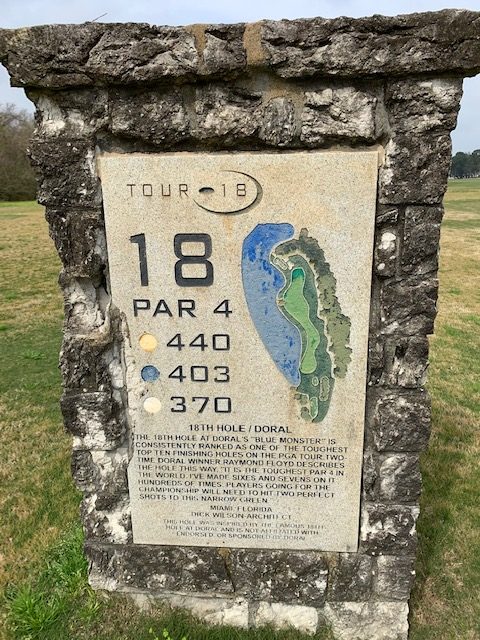 TOUR 18
18
PAR 4
440
403
370
18TH HOLE / DORAL
THE 18TH HOLE AT DORAL'S "BLUE MONSTER" IS
CONSISTENTLY RANKED AS ONE OF THE TOUGHEST
TOP TEN FINISHING HOLES ON THE PGA TOUR. TWO-
TIME DORAL WINNER RAYMOND FLOYD DESCRIBES
THE HOLE THIS WAY, "IT IS THE TOUGHEST PAR 4 IN
THE WORLD. I'VE MADE SIXES AND SEVENS ON IT
HUNDREDS OF TIMES. PLAYERS GOING FOR THE
CHAMPIONSHIP WILL NEED TO HIT TWO PERFECT
SHOTS TO THIS NARROW GREEN.
MIAMI, FLORIDA
DICK WILSON-ARCHITECT
THIS HOLE WAS INSPIRED BY THE FAMOUS 18TH
HOLE AT DORAL AND IS NOT AFFILIATED WITH
ENDORSED, OR SPONSORED BY DORAL